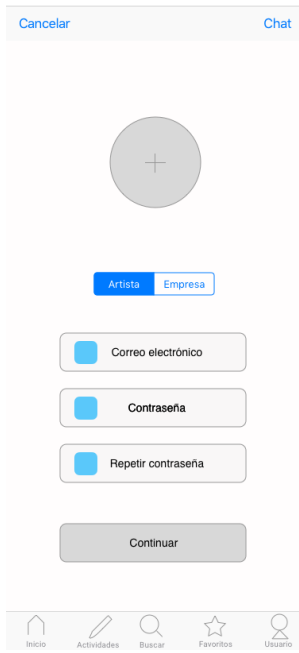 Cancelar Chat
Artista Empresa
Correo electrónico
Contraseña
Repetir contraseña
Continuar
Inicio Actividades Buscar Favoritos Usuario